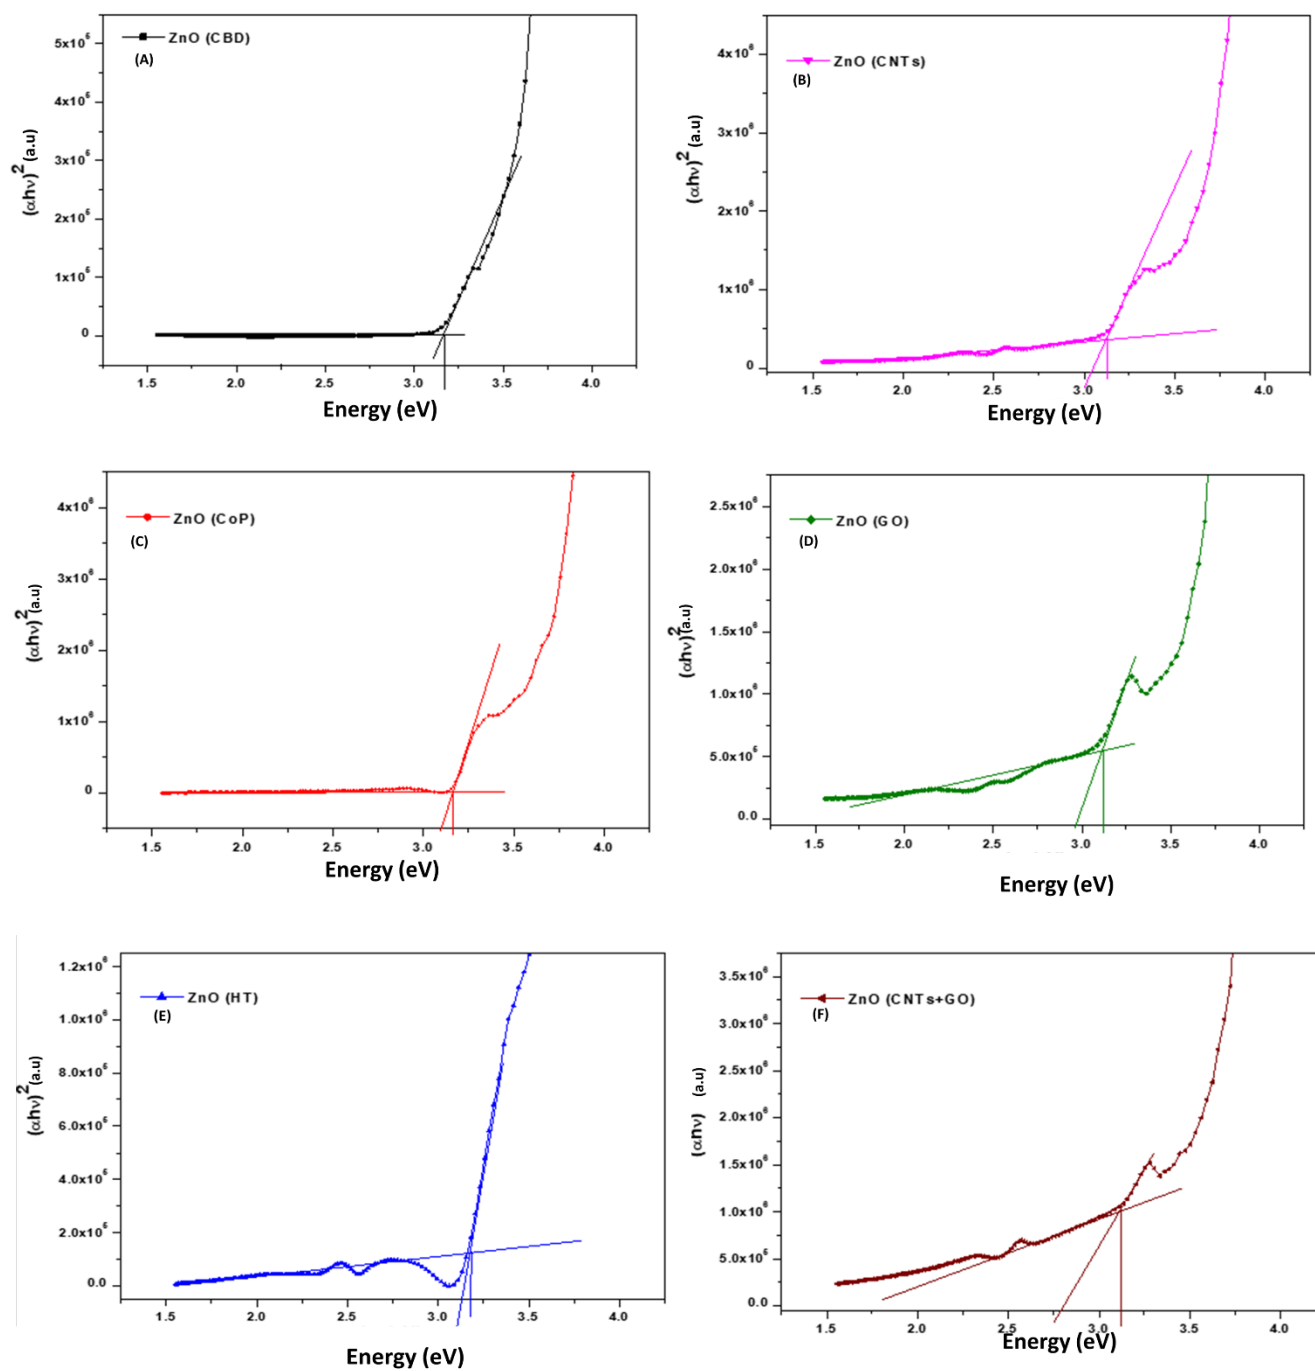 5x10⁵
4x10⁵
3x10⁵
2x10⁵
1x10⁵
0
(αhν)² (a.u)
ZnO (CBD)
(A)
1.5 2.0 2.5 3.0 3.5 4.0
Energy (eV)
4x10⁶
3x10⁶
2x10⁶
1x10⁶
0
(αhν)² (a.u)
ZnO (CNTs)
(B)
1.5 2.0 2.5 3.0 3.5 4.0
Energy (eV)
4x10⁶
3x10⁶
2x10⁶
1x10⁶
0
(αhν)² (a.u)
ZnO (CoP)
(C)
1.5 2.0 2.5 3.0 3.5 4.0
Energy (eV)
2.5x10⁶
2.0x10⁶
1.5x10⁶
1.0x10⁶
5.0x10⁵
0.0
(αhν)² (a.u)
ZnO (GO)
(D)
1.5 2.0 2.5 3.0 3.5 4.0
Energy (eV)
1.2x10⁶
1.0x10⁶
8.0x10⁵
6.0x10⁵
4.0x10⁵
2.0x10⁵
0.0
(αhν)² (a.u)
ZnO (HT)
(E)
1.5 2.0 2.5 3.0 3.5 4.0
Energy (eV)
3.5x10⁶
3.0x10⁶
2.5x10⁶
2.0x10⁶
1.5x10⁶
1.0x10⁶
5.0x10⁵
0.0
(αhν) (a.u)
ZnO (CNTs+GO)
(F)
1.5 2.0 2.5 3.0 3.5 4.0
Energy (eV)